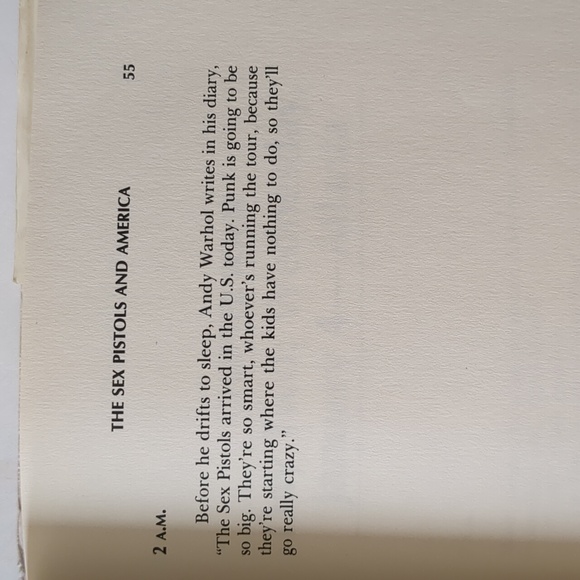 THE SEX PISTOLS AND AMERICA 55
2 A.M.
Before he drifts to sleep, Andy Warhol writes in his diary,
“The Sex Pistols arrived in the U.S. today. Punk is going to be
so big. They’re so smart, whoever’s running the tour, because
they’re starting where the kids have nothing to do, so they’ll
go really crazy.”